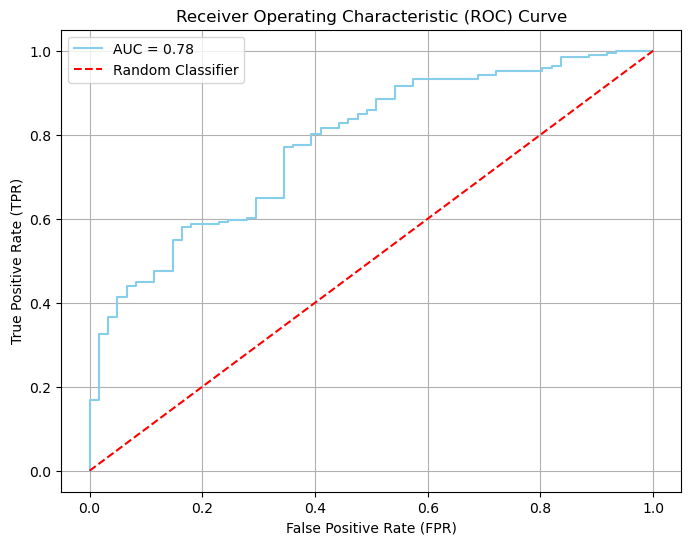 Receiver Operating Characteristic (ROC) Curve
AUC = 0.78
Random Classifier
True Positive Rate (TPR)
1.0
0.8
0.6
0.4
0.2
0.0
0.0 0.2 0.4 0.6 0.8 1.0
False Positive Rate (FPR)